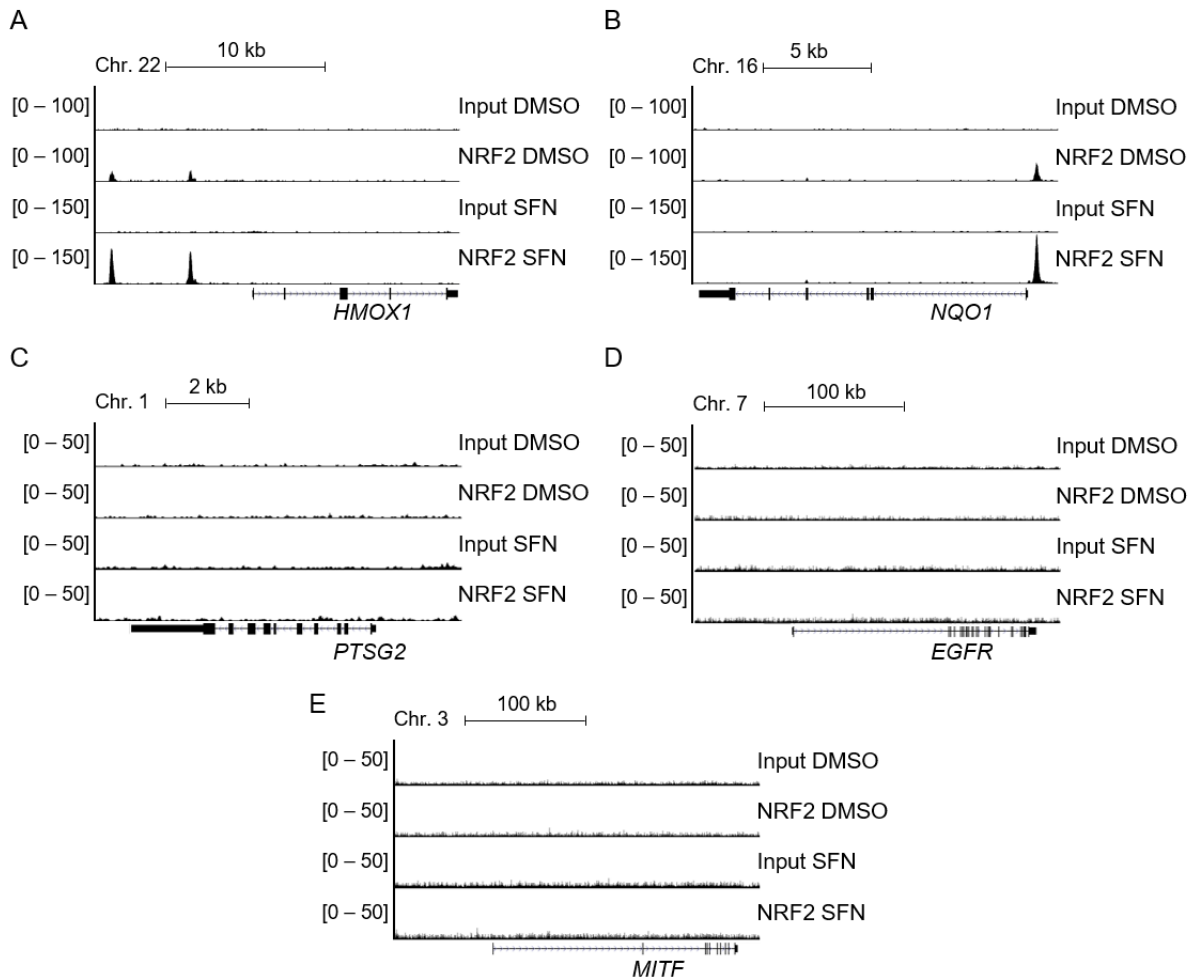 A
10 kb
Chr. 22
[0 – 100] Input DMSO
[0 – 100] NRF2 DMSO
[0 – 150] Input SFN
[0 – 150] NRF2 SFN
HMOX1
B
5 kb
Chr. 16
[0 – 100] Input DMSO
[0 – 100] NRF2 DMSO
[0 – 150] Input SFN
[0 – 150] NRF2 SFN
NQO1
C
2 kb
Chr. 1
[0 – 50] Input DMSO
[0 – 50] NRF2 DMSO
[0 – 50] Input SFN
[0 – 50] NRF2 SFN
PTSG2
D
100 kb
Chr. 7
[0 – 50] Input DMSO
[0 – 50] NRF2 DMSO
[0 – 50] Input SFN
[0 – 50] NRF2 SFN
EGFR
E
100 kb
Chr. 3
[0 – 50] Input DMSO
[0 – 50] NRF2 DMSO
[0 – 50] Input SFN
[0 – 50] NRF2 SFN
MITF